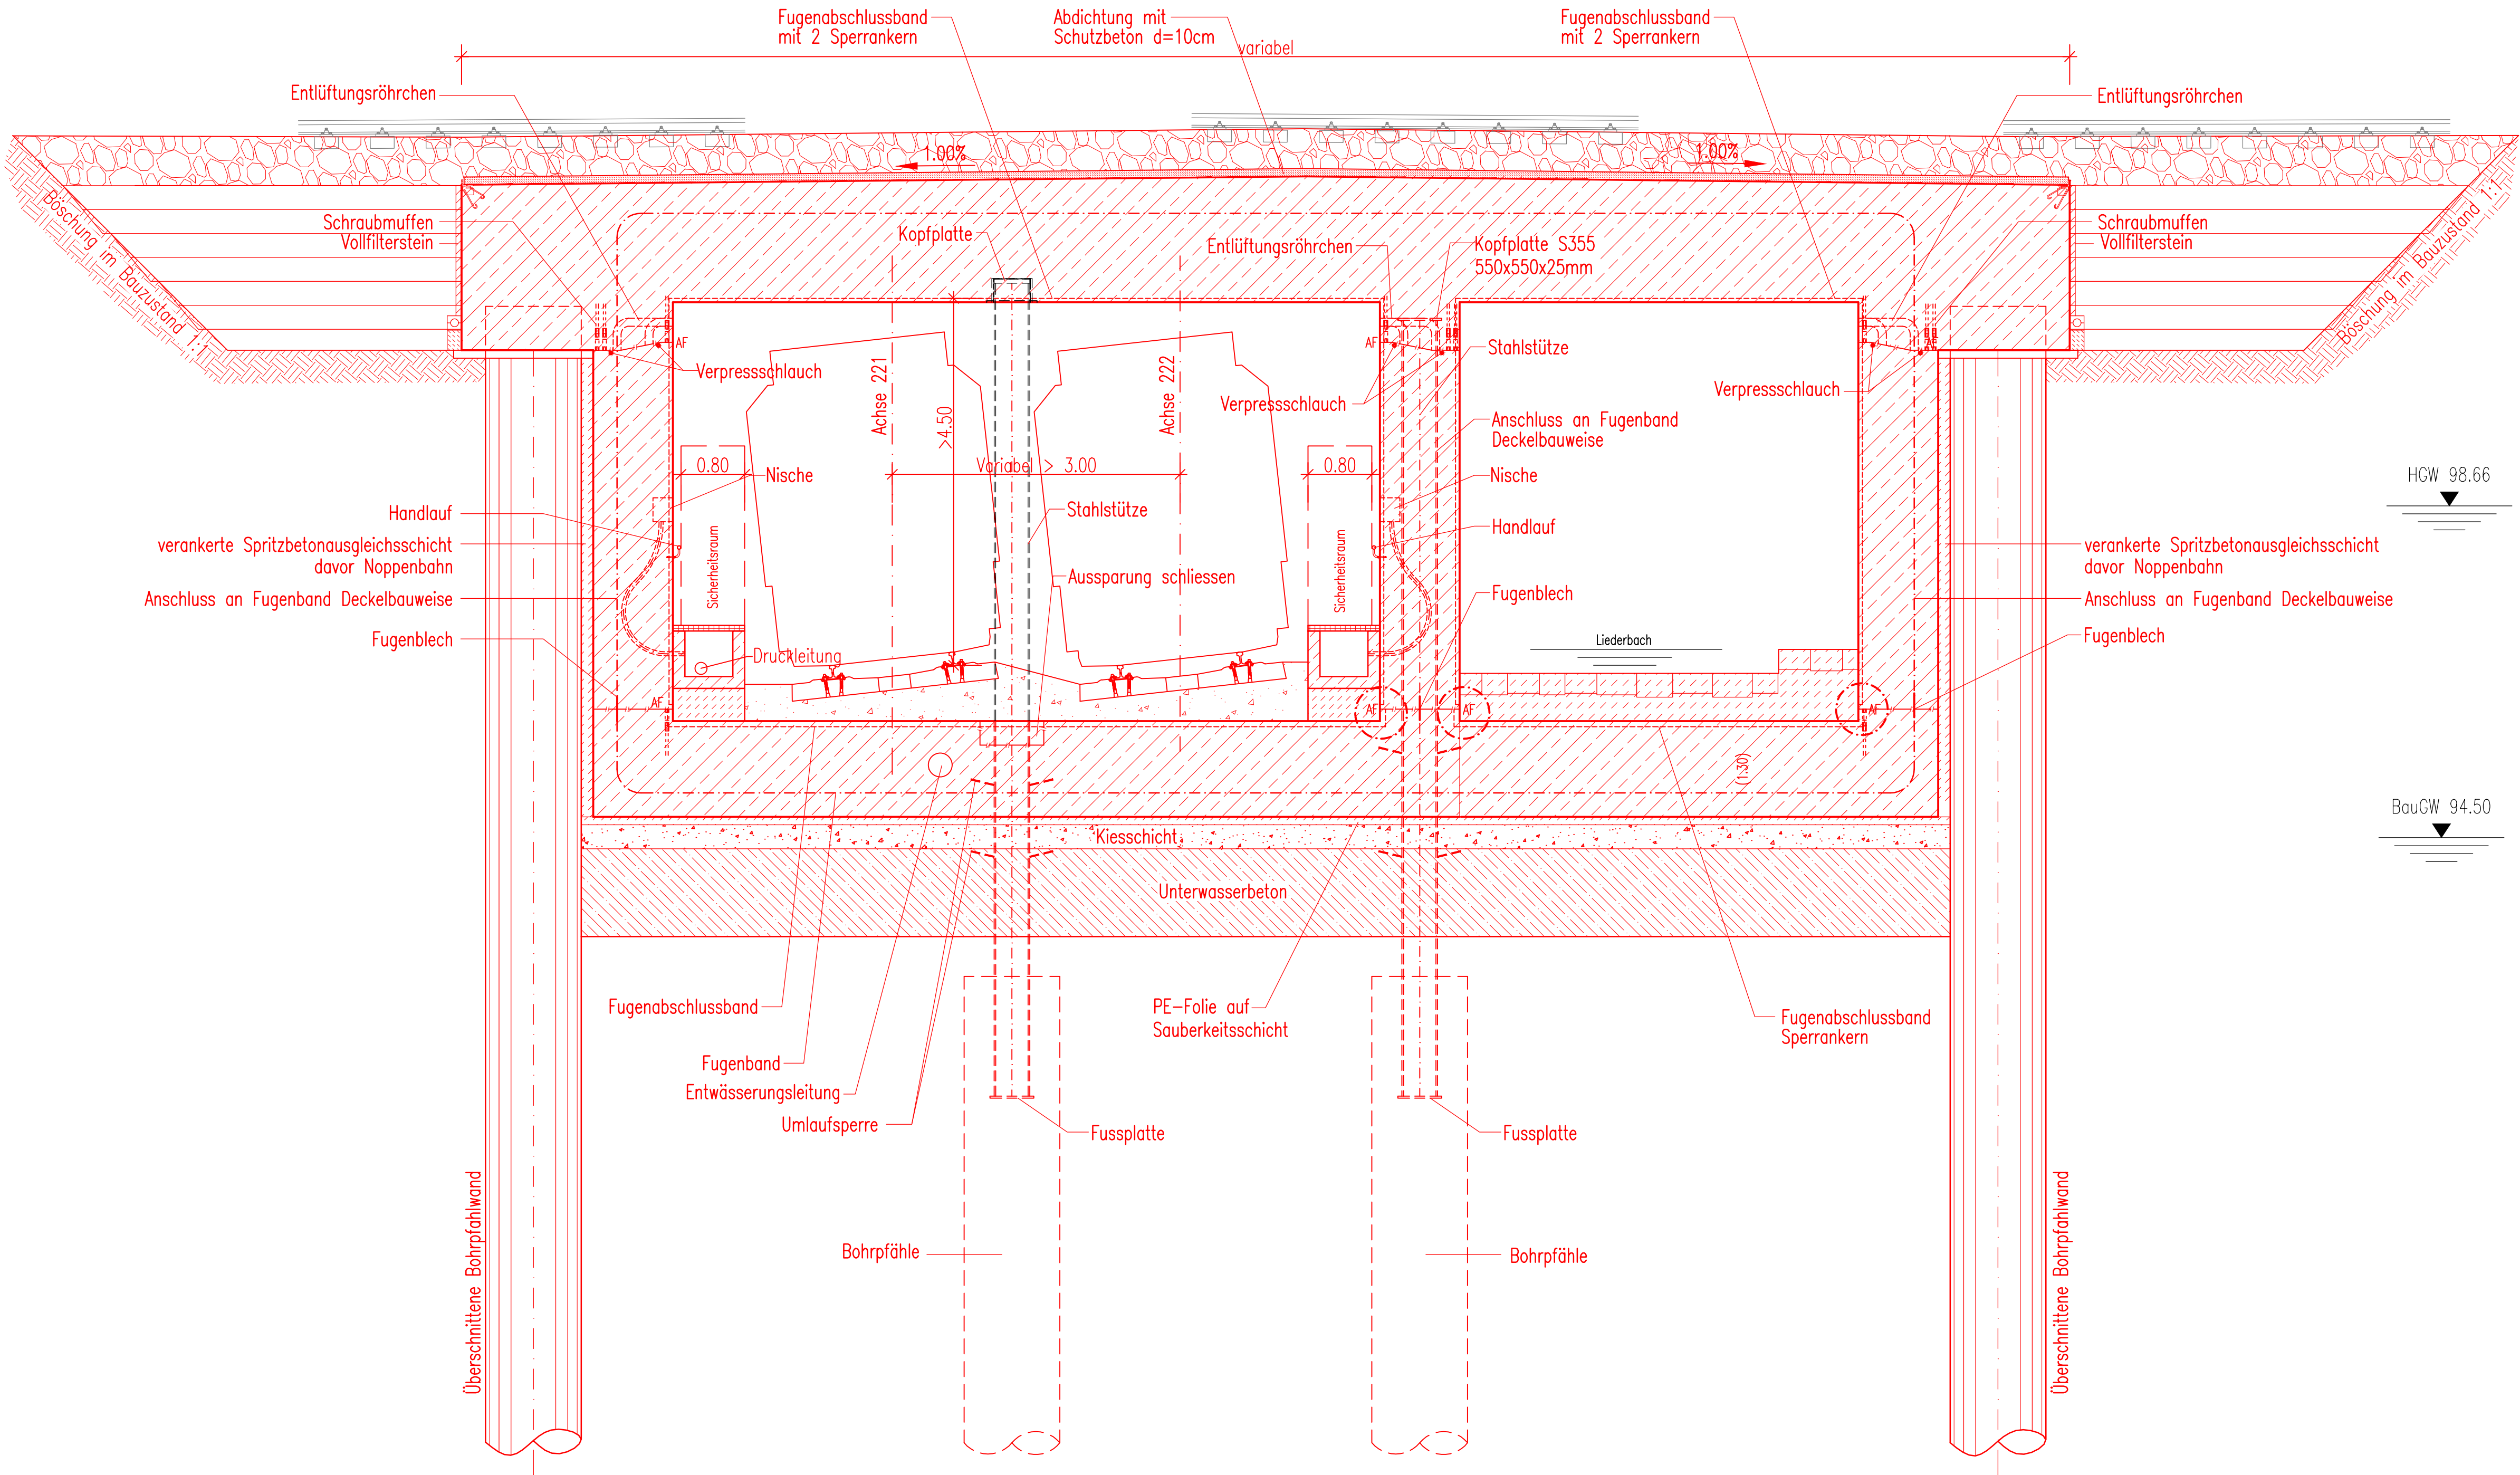 Fugenabschlussband
mit 2 Sperrankern
Abdichtung mit
Schutzbeton d=10cm
variabel
Fugenabschlussband
mit 2 Sperrankern
Entlüftungsröhrchen
Entlüftungsröhrchen
1.00%
1.00%
Böschung im Bauzustand 1:1
Böschung im Bauzustand 1:1
Schraubmuffen
Vollfilterstein
Kopfplatte
Entlüftungsröhrchen
Kopfplatte S355
550x550x25mm
Schraubmuffen
Vollfilterstein
AF
AF
AF
Verpressschlauch
Achse 221
>4.50
Achse 222
Stahlstütze
Verpressschlauch
Verpressschlauch
Anschluss an Fugenband
Deckelbauweise
0.80
Variabel > 3.00
0.80
Nische
Nische
HGW 98.66
Handlauf
Stahlstütze
Handlauf
verankerte Spritzbetonausgleichsschicht
davor Noppenbahn
Sicherheitsraum
Sicherheitsraum
verankerte Spritzbetonausgleichsschicht
davor Noppenbahn
Aussparung schliessen
Anschluss an Fugenband Deckelbauweise
Fugenblech
Anschluss an Fugenband Deckelbauweise
Fugenblech
Liederbach
Fugenblech
Druckleitung
AF
AF
AF
AF
(1.30)
BauGW 94.50
Kiesschicht
Unterwasserbeton
Fugenabschlussband
PE-Folie auf
Sauberkeitsschicht
Fugenabschlussband
Sperrankern
Fugenband
Entwässerungsleitung
Umlaufsperre
Fussplatte
Fussplatte
Überschnittene Bohrpfahlwand
Überschnittene Bohrpfahlwand
Bohrpfähle
Bohrpfähle